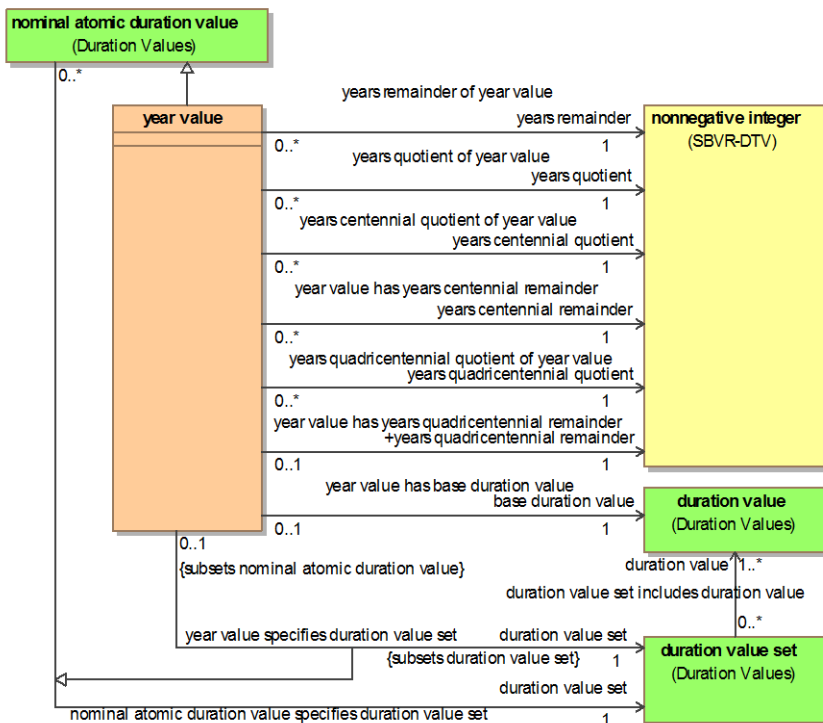 nominal atomic duration value
(Duration Values)
0..*
year value
years remainder of year value
years remainder
0..*
1
nonnegative integer
(SBVR-DTV)
years quotient of year value
years quotient
0..*
1
years centennial quotient of year value
years centennial quotient
0..*
1
year value has years centennial remainder
years centennial remainder
0..*
1
years quadricentennial quotient of year value
years quadricentennial quotient
0..*
1
year value has years quadricentennial remainder
+years quadricentennial remainder
0..1
1
year value has base duration value
base duration value
0..1
1
duration value
(Duration Values)
0..1
{subsets nominal atomic duration value}
duration value
1..*
duration value set includes duration value
0..*
year value specifies duration value set
duration value set
{subsets duration value set}
1
duration value set
(Duration Values)
duration value set
nominal atomic duration value specifies duration value set
1